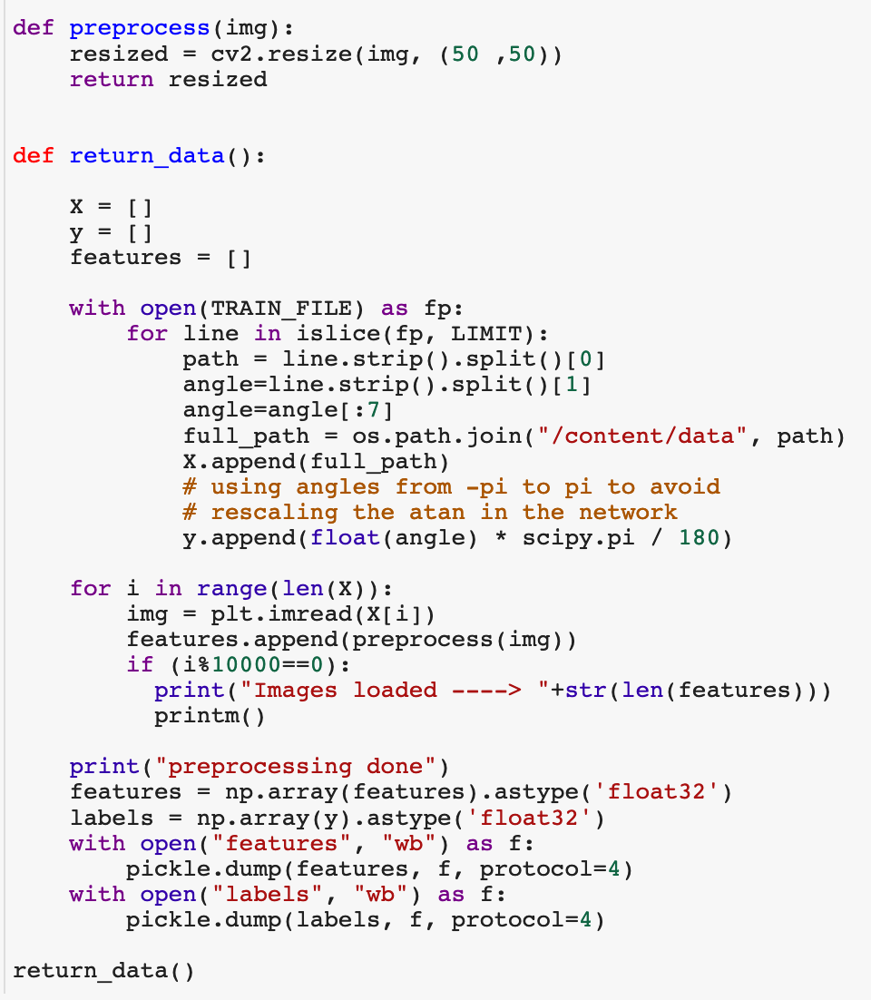 def preprocess(img):
    resized = cv2.resize(img, (50 ,50))
    return resized


def return_data():

    X = []
    y = []
    features = []

    with open(TRAIN_FILE) as fp:
        for line in islice(fp, LIMIT):
            path = line.strip().split()[0]
            angle=line.strip().split()[1]
            angle=angle[:7]
            full_path = os.path.join("/content/data", path)
            X.append(full_path)
            # using angles from -pi to pi to avoid
            # rescaling the atan in the network
            y.append(float(angle) * scipy.pi / 180)

    for i in range(len(X)):
        img = plt.imread(X[i])
        features.append(preprocess(img))
        if (i%10000==0):
          print("Images loaded ----> "+str(len(features)))
          printm()

    print("preprocessing done")
    features = np.array(features).astype('float32')
    labels = np.array(y).astype('float32')
    with open("features", "wb") as f:
        pickle.dump(features, f, protocol=4)
    with open("labels", "wb") as f:
        pickle.dump(labels, f, protocol=4)

return_data()